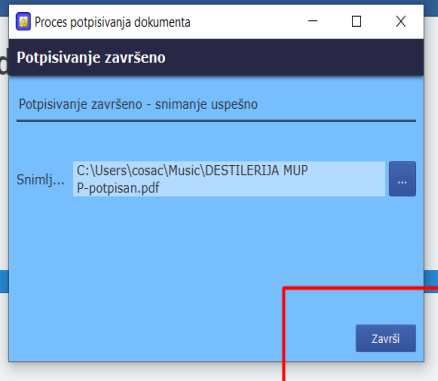 Proces potpisivanja dokumenta
Potpisivanje završeno
Potpisivanje završeno - snimanje uspešno
Snimlj... C:\Users\cosac\Music\DESTILERIJA MUP
P-potpisan.pdf
...
Završi